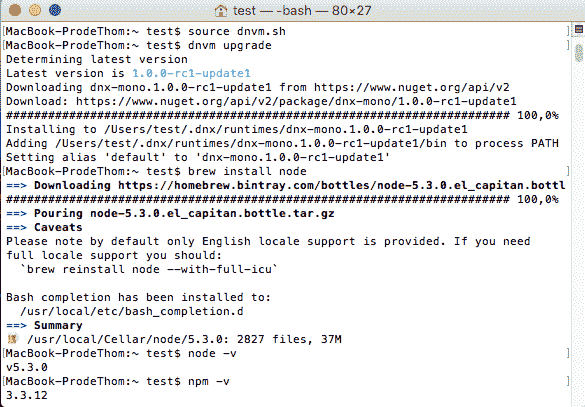 test — -bash — 80×27
[MacBook-ProdeThom:~ test$ source dnvm.sh ]
[MacBook-ProdeThom:~ test$ dnvm upgrade ]
Determining latest version
Latest version is 1.0.0-rc1-update1
Downloading dnx-mono.1.0.0-rc1-update1 from https://www.nuget.org/api/v2
Download: https://www.nuget.org/api/v2/package/dnx-mono/1.0.0-rc1-update1
######################################################################## 100,0%
Installing to /Users/test/.dnx/runtimes/dnx-mono.1.0.0-rc1-update1
Adding /Users/test/.dnx/runtimes/dnx-mono.1.0.0-rc1-update1/bin to process PATH
Setting alias 'default' to 'dnx-mono.1.0.0-rc1-update1'
[MacBook-ProdeThom:~ test$ brew install node ]
==> Downloading https://homebrew.bintray.com/bottles/node-5.3.0.el_capitan.bottl
######################################################################## 100,0%
==> Pouring node-5.3.0.el_capitan.bottle.tar.gz
==> Caveats
Please note by default only English locale support is provided. If you need
full locale support you should:
  `brew reinstall node --with-full-icu`

Bash completion has been installed to:
  /usr/local/etc/bash_completion.d
==> Summary
🍺 /usr/local/Cellar/node/5.3.0: 2827 files, 37M
[MacBook-ProdeThom:~ test$ node -v ]
v5.3.0
[MacBook-ProdeThom:~ test$ npm -v ]
3.3.12